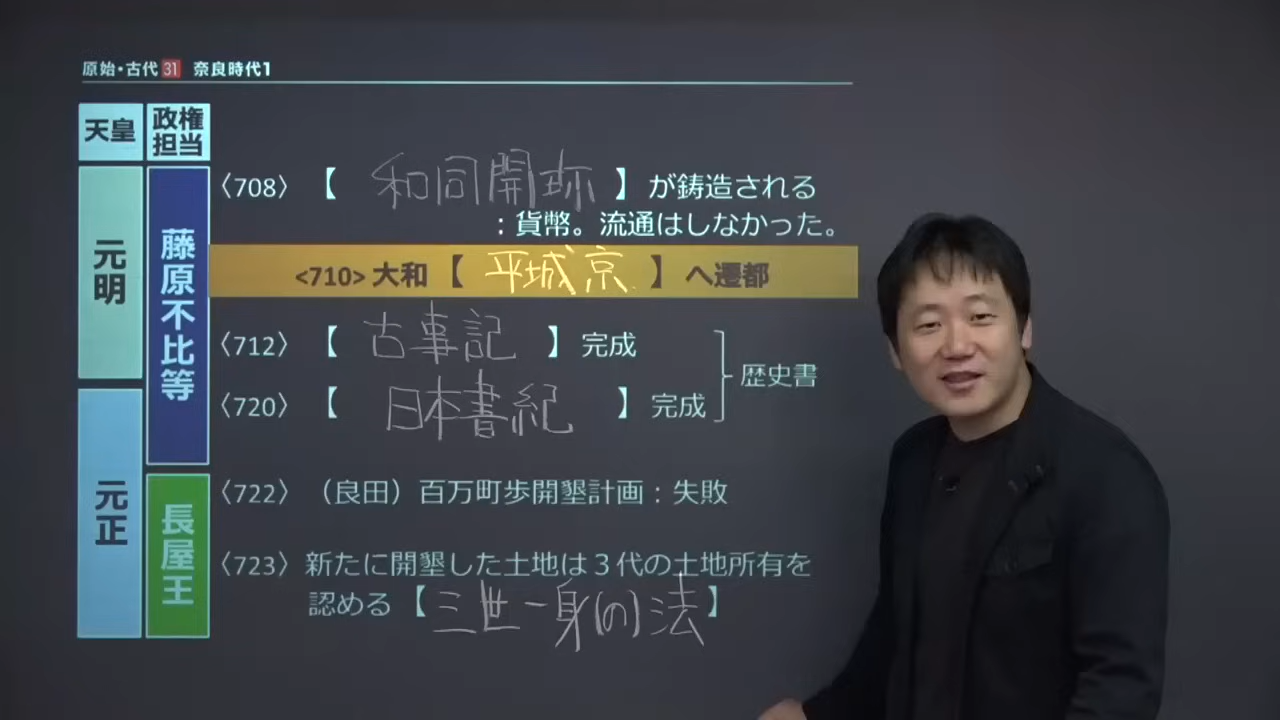 原始・古代 31 奈良時代1
天皇
政権
担当
元明
元正
藤原不比等
長屋王
〈708〉【 和同開珎 】が鋳造される
：貨幣。流通はしなかった。
<710> 大和【 平城京 】へ遷都
〈712〉【 古事記 】完成
〈720〉【 日本書紀 】完成
歴史書
〈722〉（良田）百万町歩開墾計画：失敗
〈723〉新たに開墾した土地は３代の土地所有を
認める【三世一身(の)法】